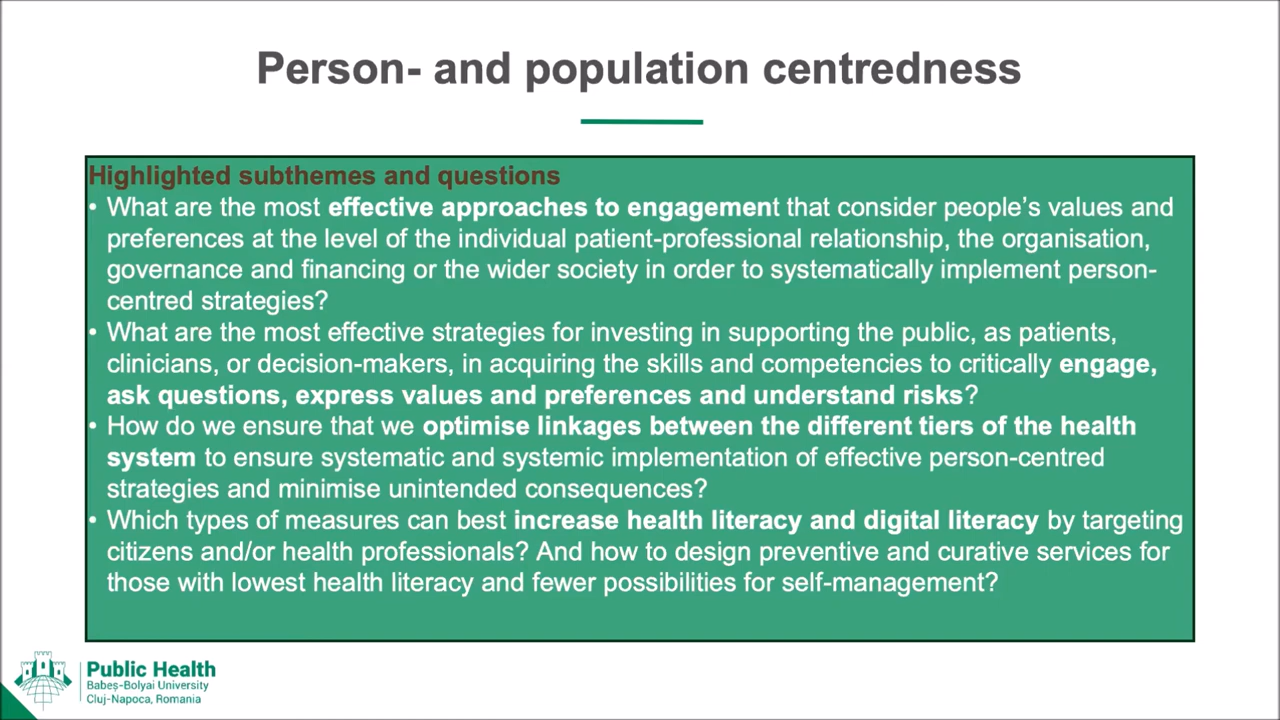 Person- and population centredness
Highlighted subthemes and questions
• What are the most effective approaches to engagement that consider people's values and
preferences at the level of the individual patient-professional relationship, the organisation,
governance and financing or the wider society in order to systematically implement person-
centred strategies?
• What are the most effective strategies for investing in supporting the public, as patients,
clinicians, or decision-makers, in acquiring the skills and competencies to critically engage,
ask questions, express values and preferences and understand risks?
• How do we ensure that we optimise linkages between the different tiers of the health
system to ensure systematic and systemic implementation of effective person-centred
strategies and minimise unintended consequences?
• Which types of measures can best increase health literacy and digital literacy by targeting
citizens and/or health professionals? And how to design preventive and curative services for
those with lowest health literacy and fewer possibilities for self-management?
Public Health
Babeș-Bolyai University
Cluj-Napoca, Romania